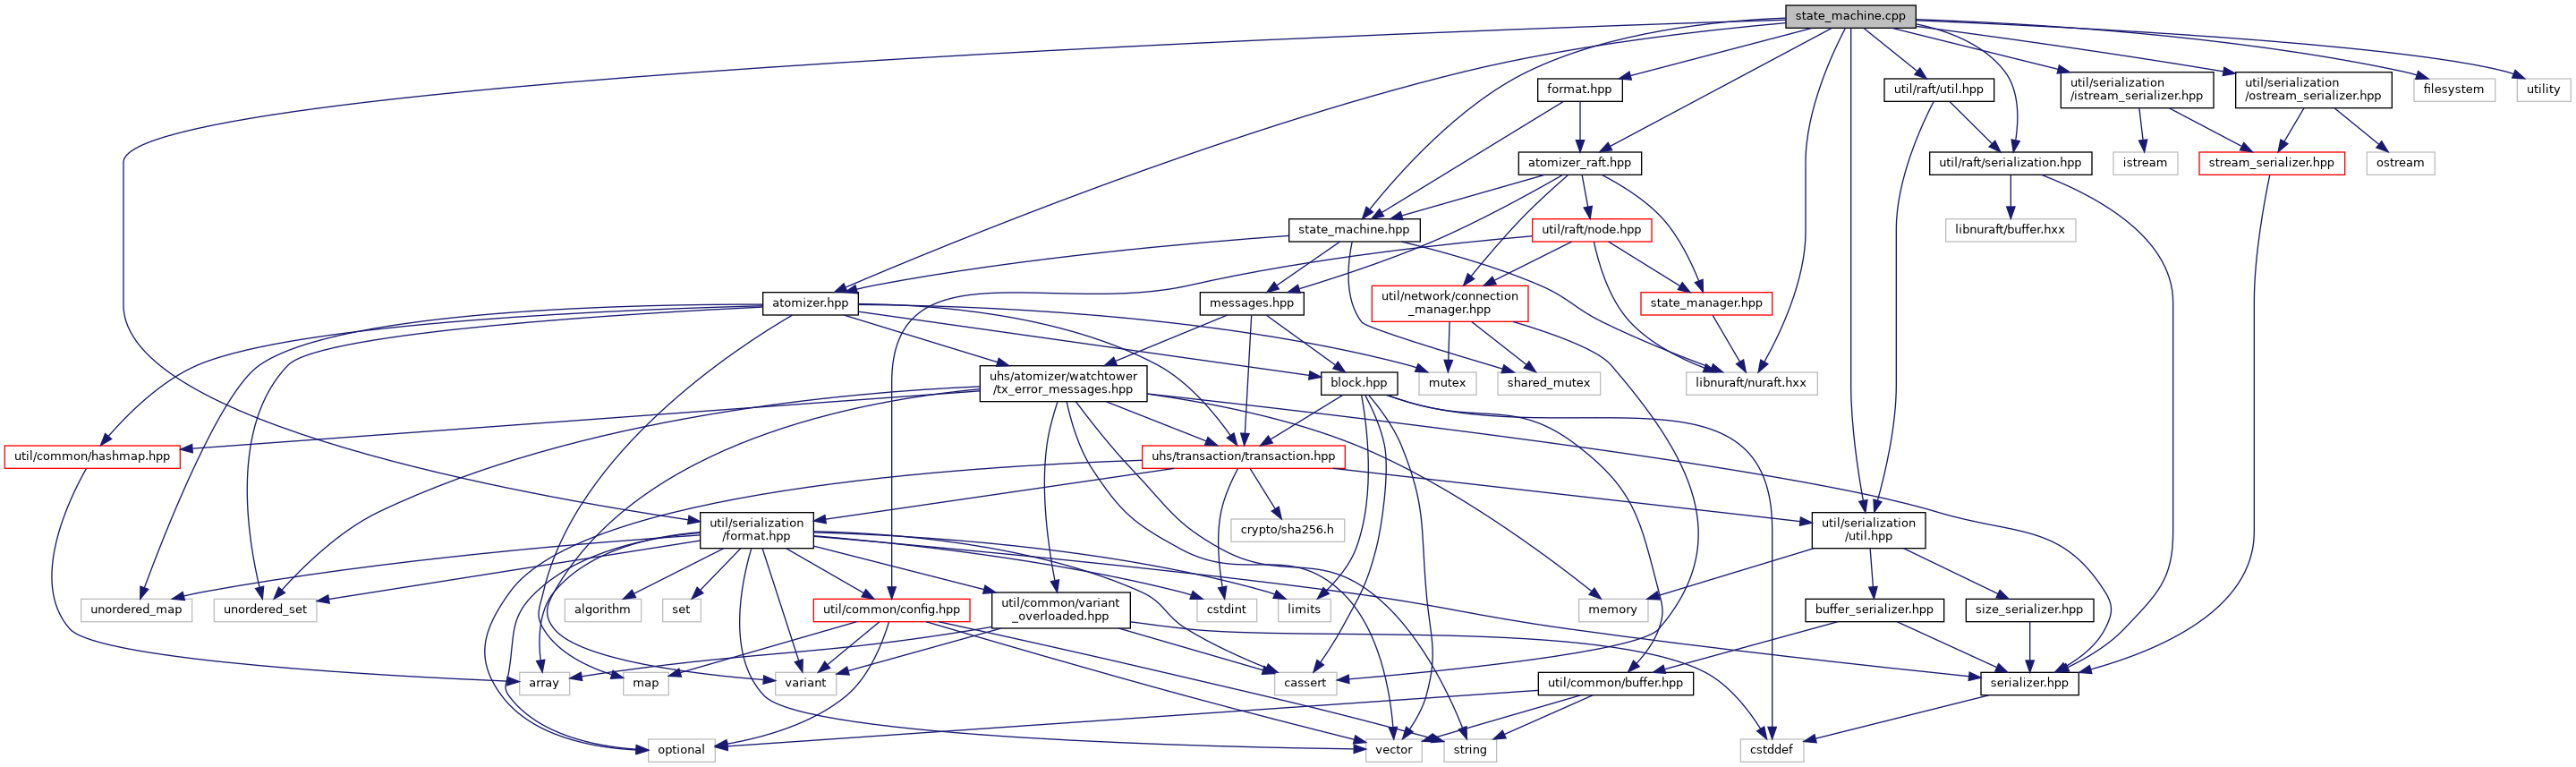 state_machine.cpp
format.hpp
util/raft/util.hpp
util/serialization
/istream_serializer.hpp
util/serialization
/ostream_serializer.hpp
filesystem
utility
atomizer_raft.hpp
util/raft/serialization.hpp
istream
stream_serializer.hpp
ostream
state_machine.hpp
util/raft/node.hpp
libnuraft/buffer.hxx
atomizer.hpp
messages.hpp
util/network/connection
_manager.hpp
state_manager.hpp
uhs/atomizer/watchtower
/tx_error_messages.hpp
block.hpp
mutex
shared_mutex
libnuraft/nuraft.hxx
util/common/hashmap.hpp
uhs/transaction/transaction.hpp
util/serialization
/format.hpp
crypto/sha256.h
util/serialization
/util.hpp
unordered_map
unordered_set
algorithm
set
util/common/config.hpp
util/common/variant
_overloaded.hpp
cstdint
limits
memory
buffer_serializer.hpp
size_serializer.hpp
array
map
variant
cassert
util/common/buffer.hpp
serializer.hpp
optional
vector
string
cstddef